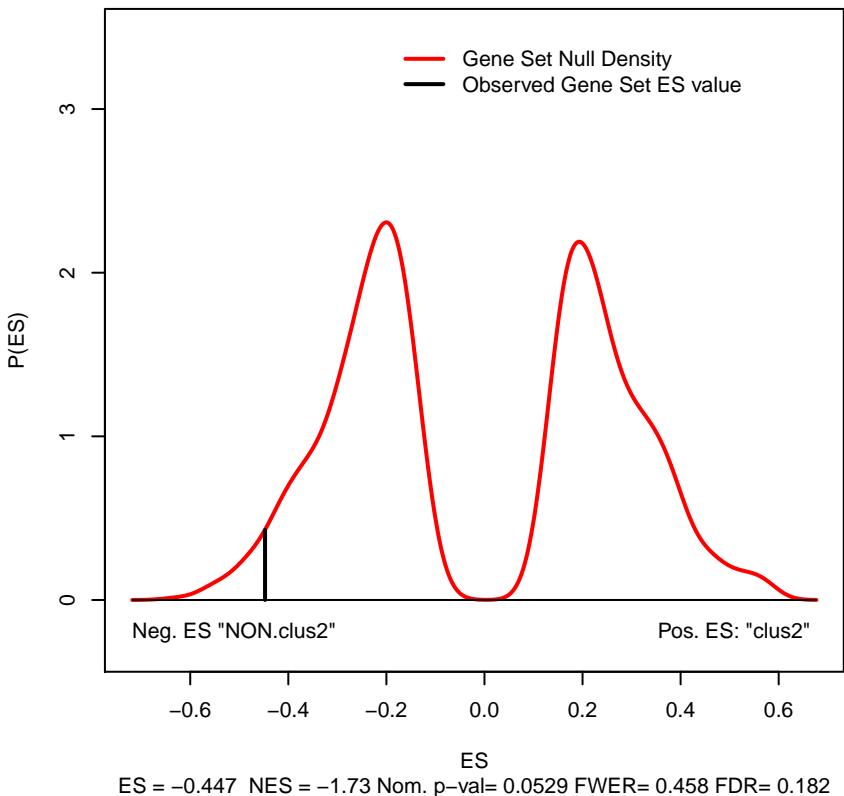 Gene Set Null Density
Observed Gene Set ES value
P(ES)
3
2
1
0
Neg. ES "NON.clus2"
Pos. ES: "clus2"
−0.6 −0.4 −0.2 0.0 0.2 0.4 0.6
ES
ES = −0.447 NES = −1.73 Nom. p−val= 0.0529 FWER= 0.458 FDR= 0.182